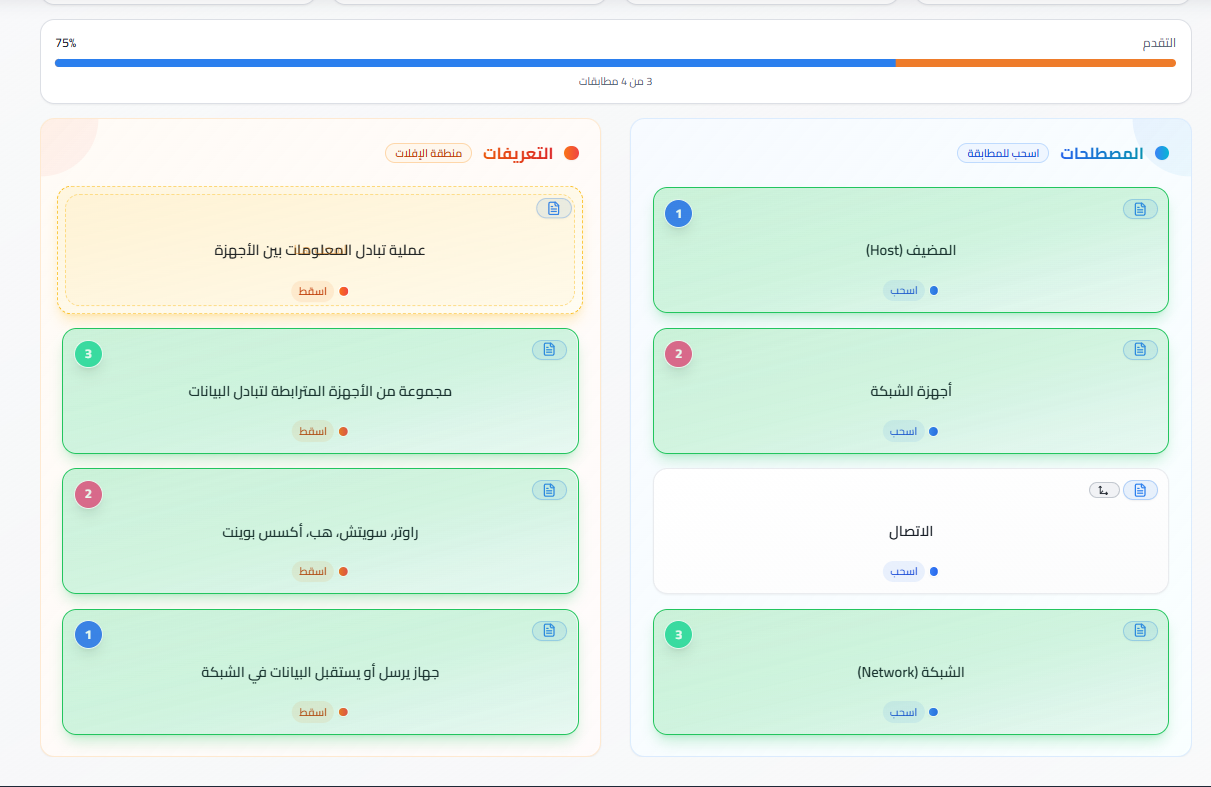 التقدم
75%
3 من 4 مطابقات
المصطلحات
اسحب للمطابقة
1
المضيف (Host)
اسحب
2
أجهزة الشبكة
اسحب
الاتصال
اسحب
3
الشبكة (Network)
اسحب
التعريفات
منطقة الإفلات
عملية تبادل المعلومات بين الأجهزة
اسقط
3
مجموعة من الأجهزة المترابطة لتبادل البيانات
اسقط
2
راوتر، سويتش، هب، أكسس بوينت
اسقط
1
جهاز يرسل أو يستقبل البيانات في الشبكة
اسقط